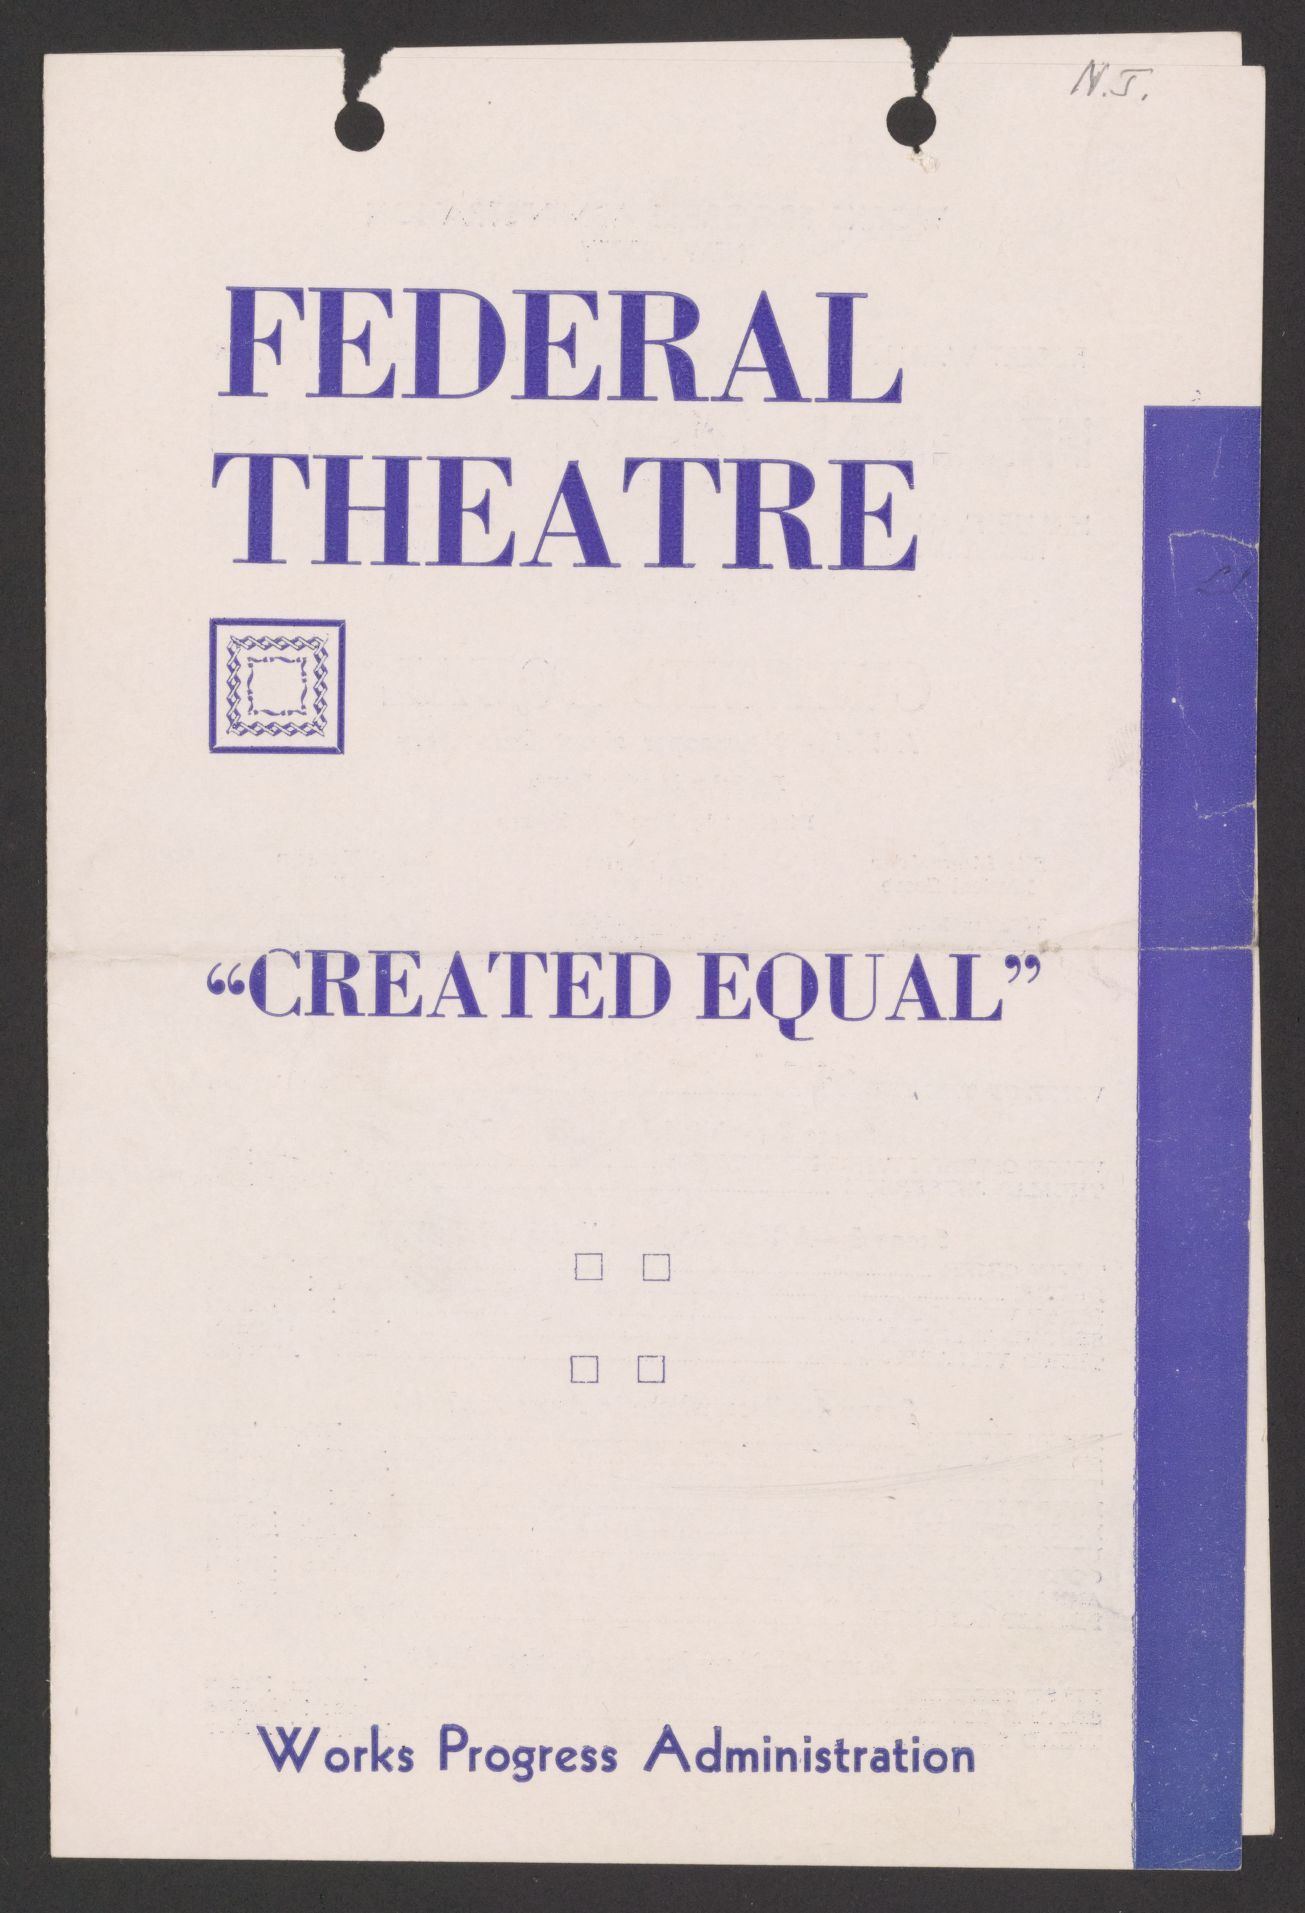 N.J.
FEDERAL
THEATRE
“CREATED EQUAL”
Works Progress Administration